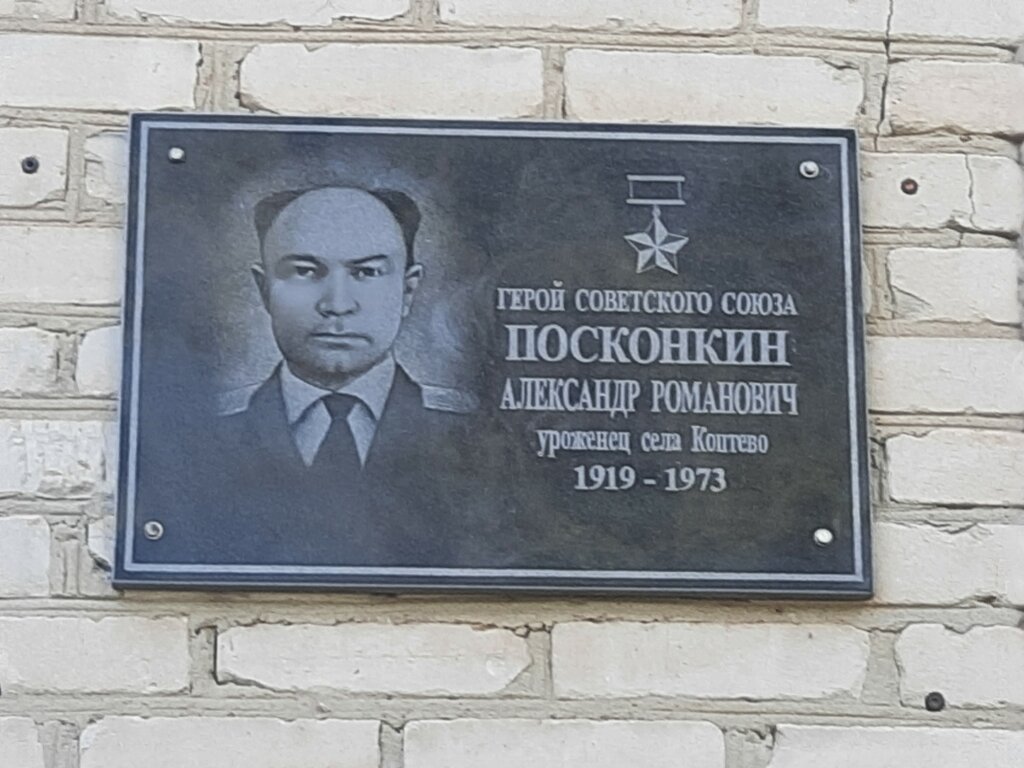 ГЕРОЙ СОВЕТСКОГО СОЮЗА
ПОСКОНКИН
АЛЕКСАНДР РОМАНОВИЧ
уроженец села Коптево
1919 - 1973